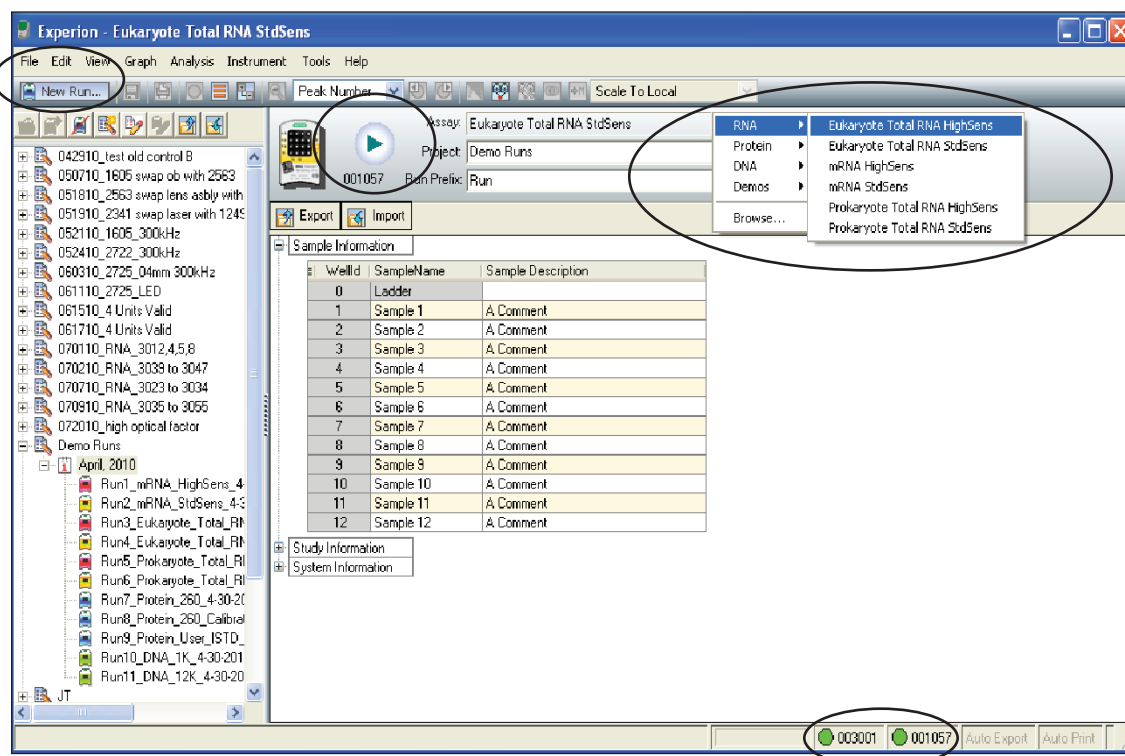 Experion - Eukaryote Total RNA StdSens
File Edit View Graph Analysis Instrument Tools Help
New Run... Peak Number Scale To Local
Assay: Eukaryote Total RNA StdSens
Project: Demo Runs
001057 Run Prefix: Run
RNA
Protein
DNA
Demos
Browse...
Eukaryote Total RNA HighSens
Eukaryote Total RNA StdSens
mRNA HighSens
mRNA StdSens
Prokaryote Total RNA HighSens
Prokaryote Total RNA StdSens
042910_test old control B
050710_1605 swap ob with 2563
051810_2563 swap lens asbly with
051910_2341 swap laser with 1249
052110_1605_300kHz
052410_2722_300kHz
060310_2725_04mm 300kHz
061110_2725_LED
061510_4 Units Valid
061710_4 Units Valid
070110_RNA_3012,4,5,8
070210_RNA_3039 to 3047
070710_RNA_3023 to 3034
070910_RNA_3035 to 3055
072010_high optical factor
Demo Runs
April, 2010
Run1_mRNA_HighSens_4-
Run2_mRNA_StdSens_4-3
Run3_Eukaryote_Total_RN
Run4_Eukaryote_Total_RN
Run5_Prokaryote_Total_RI
Run6_Prokaryote_Total_RI
Run7_Protein_260_4-30-20
Run8_Protein_260_Calibrat
Run9_Protein_User_ISTD_
Run10_DNA_1K_4-30-201
Run11_DNA_12K_4-30-20
JT
Export Import
Sample Information
WellId SampleName Sample Description
0 Ladder
1 Sample 1 A Comment
2 Sample 2 A Comment
3 Sample 3 A Comment
4 Sample 4 A Comment
5 Sample 5 A Comment
6 Sample 6 A Comment
7 Sample 7 A Comment
8 Sample 8 A Comment
9 Sample 9 A Comment
10 Sample 10 A Comment
11 Sample 11 A Comment
12 Sample 12 A Comment
Study Information
System Information
003001 001057 Auto Export Auto Print